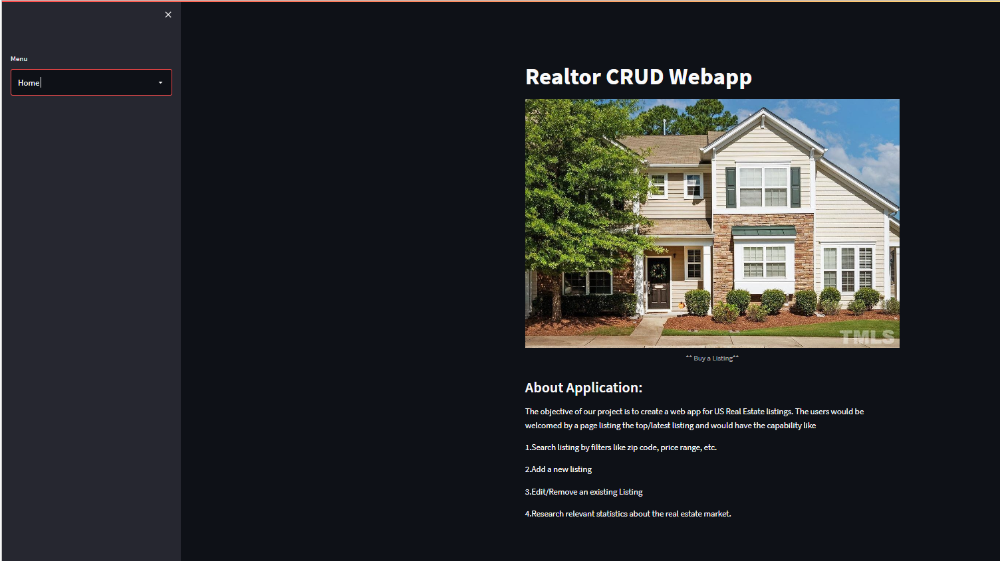 Menu
Home
Realtor CRUD Webapp
TMLS
** Buy a Listing**
About Application:
The objective of our project is to create a web app for US Real Estate listings. The users would be
welcomed by a page listing the top/latest listing and would have the capability like
1.Search listing by filters like zip code, price range, etc.
2.Add a new listing
3.Edit/Remove an existing Listing
4.Research relevant statistics about the real estate market.